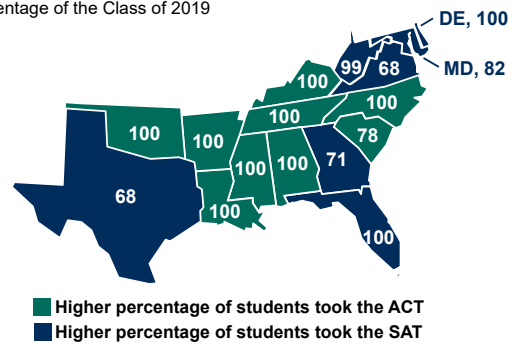 entage of the Class of 2019
DE, 100
MD, 82
99
68
100
100
100
100
100
78
100
100
71
68
100
100
Higher percentage of students took the ACT
Higher percentage of students took the SAT